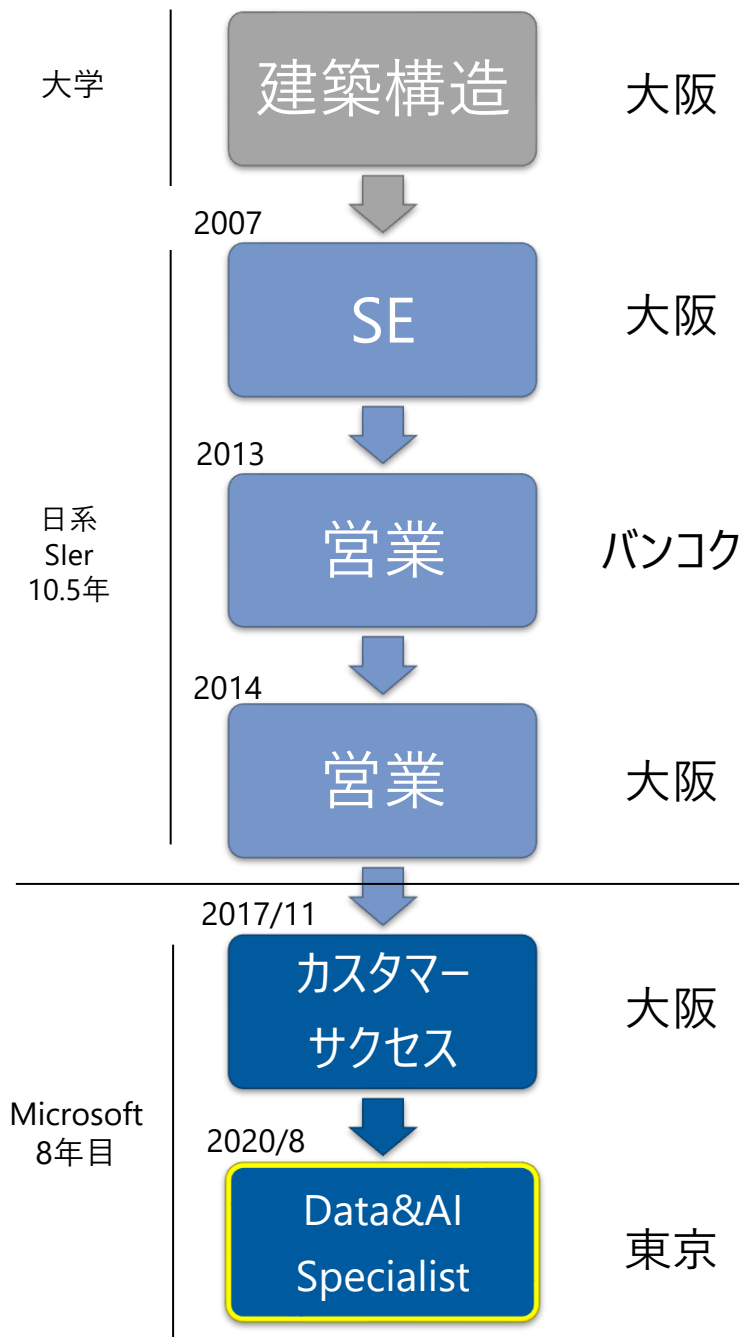 大学
建築構造
大阪
2007
SE
大阪
2013
日系
SIer
10.5年
営業
バンコク
2014
営業
大阪
2017/11
カスタマー
サクセス
大阪
Microsoft
8年目
2020/8
Data&AI
Specialist
東京